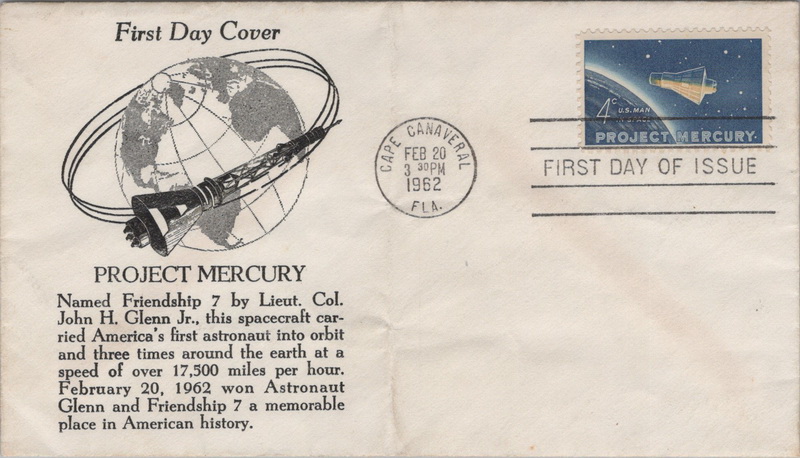 First Day Cover
PROJECT MERCURY
Named Friendship 7 by Lieut. Col.
John H. Glenn Jr., this spacecraft car-
ried America's first astronaut into orbit
and three times around the earth at a
speed of over 17,500 miles per hour.
February 20, 1962 won Astronaut
Glenn and Friendship 7 a memorable
place in American history.
CAPE CANAVERAL
FEB 20
3 30 PM
1962
FLA.
4c
U.S. MAN
PROJECT MERCURY.
FIRST DAY OF ISSUE